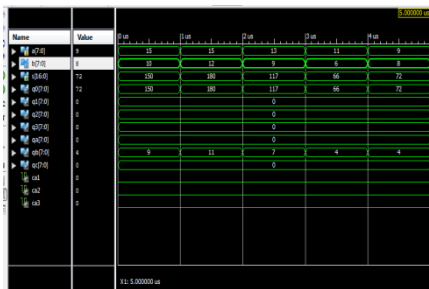 5.000000 us
Name Value 0 us 1 us 2 us 3 us 4 us
a[7:0] 9 15 15 13 11 9
b[7:0] 8 10 12 9 6 8
s[16:0] 72 150 180 117 66 72
q0[7:0] 72 150 180 117 66 72
q1[7:0] 0 0
q2[7:0] 0 0
q3[7:0] 0 0
qa[7:0] 0 0
qb[7:0] 4 9 11 7 4 4
qc[7:0] 0 0
ca1 0
ca2 0
ca3 0
X1: 5.000000 us